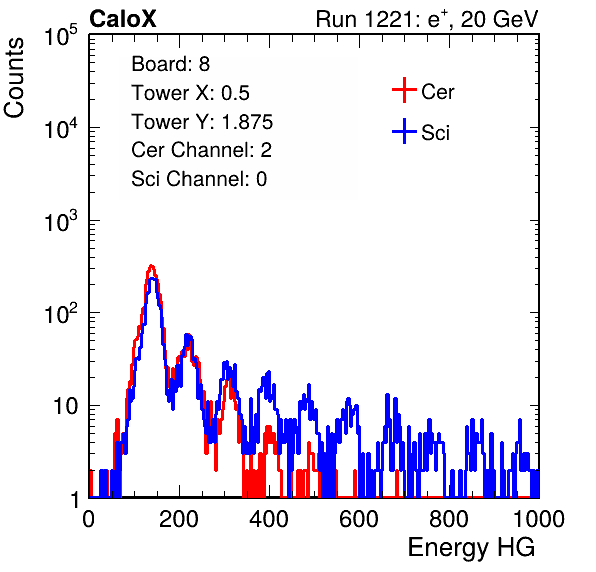 CaloX Run 1221: e⁺, 20 GeV
Counts
10⁵
10⁴
10³
10²
10
1
Board: 8
Tower X: 0.5
Tower Y: 1.875
Cer Channel: 2
Sci Channel: 0
Cer
Sci
0 200 400 600 800 1000
Energy HG